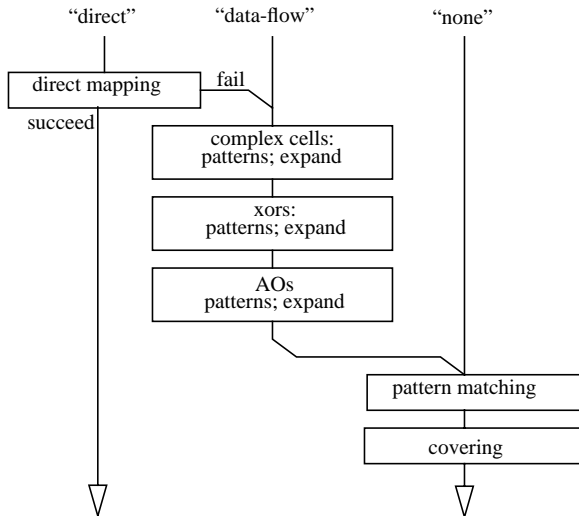 “direct”
“data-flow”
“none”
direct mapping
fail
succeed
complex cells:
patterns; expand
xors:
patterns; expand
AOs
patterns; expand
pattern matching
covering